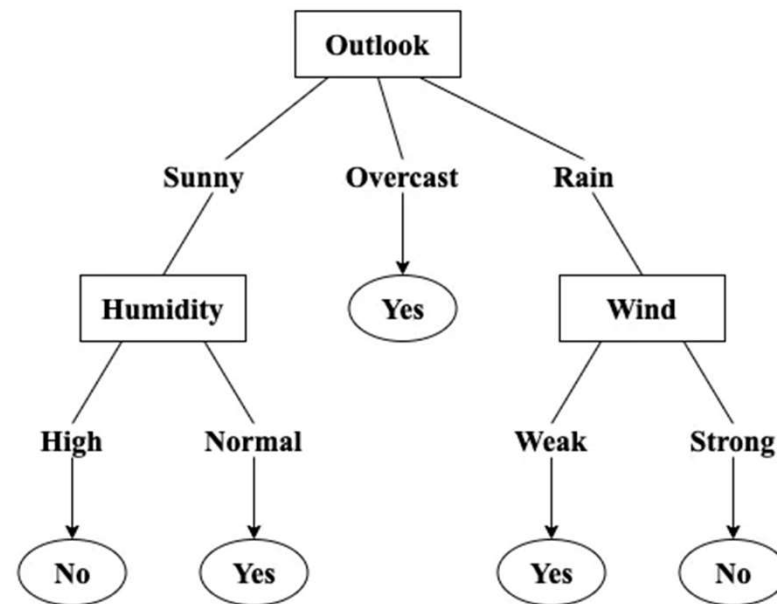 Outlook
Sunny Overcast Rain
Humidity Yes Wind
High Normal Weak Strong
No Yes Yes No